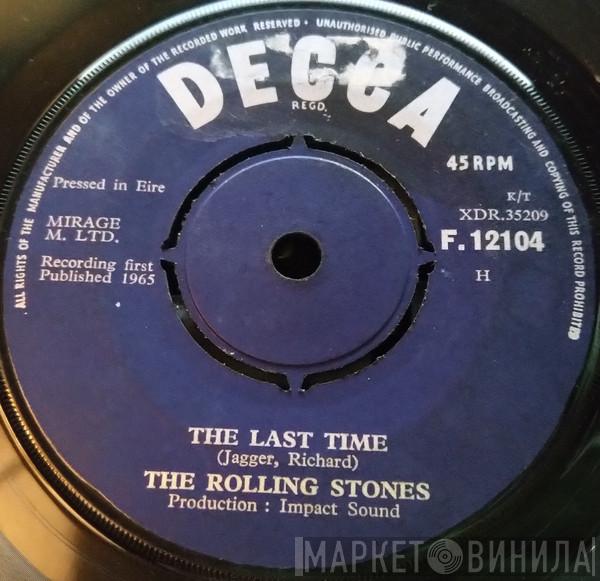 ALL RIGHTS OF THE MANUFACTURER AND OF THE OWNER OF THE RECORDED WORK RESERVED • UNAUTHORISED PUBLIC PERFORMANCE BROADCASTING AND COPYING OF THIS RECORD PROHIBITED
DECCA
REGD.
45 RPM
Pressed in Eire
K/T
XDR.35209
MIRAGE
M. LTD.
F. 12104
Recording first
Published 1965
H
THE LAST TIME
(Jagger, Richard)
THE ROLLING STONES
Production : Impact Sound
МАРКЕТ ВИНИЛА